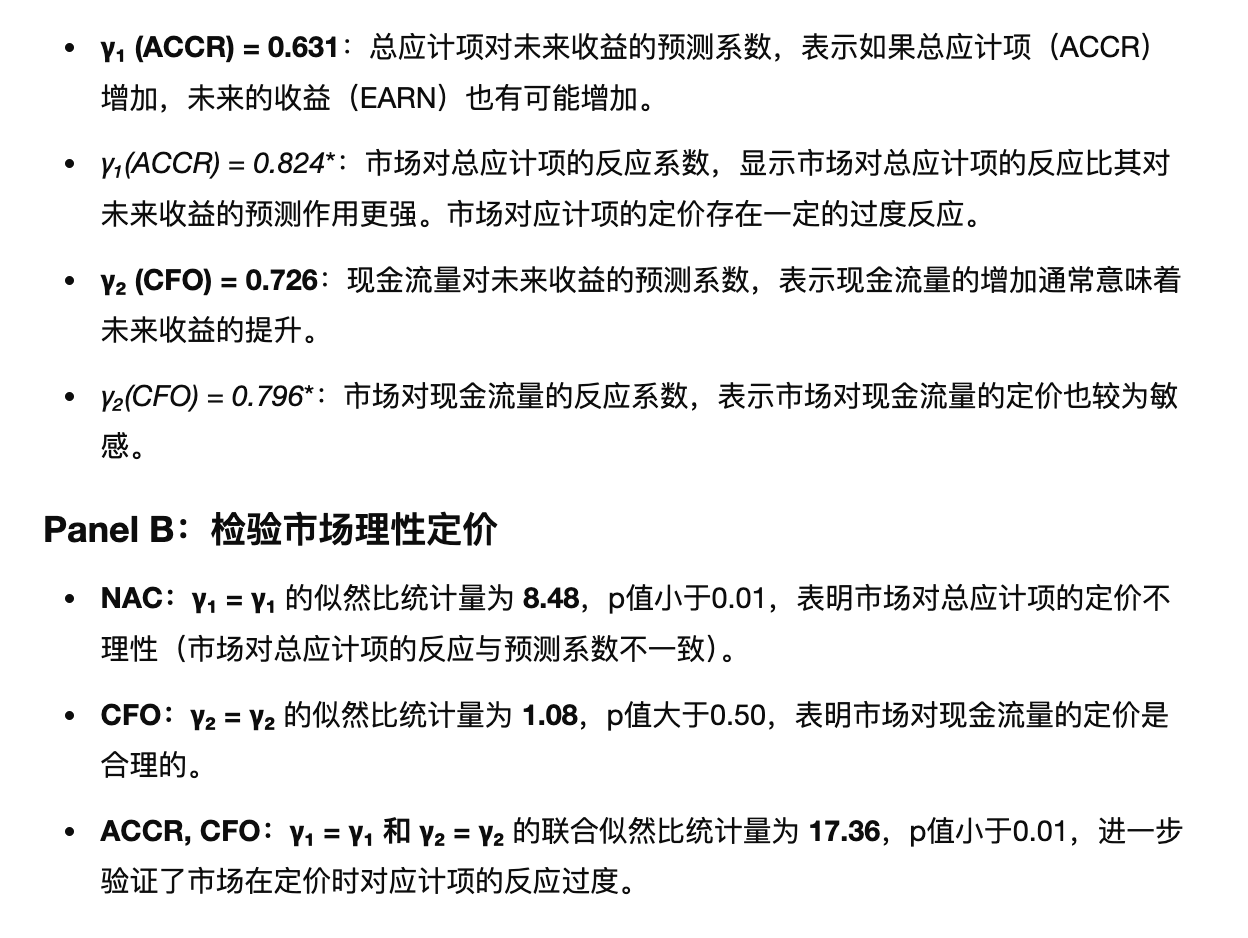 • γ₁ (ACCR) = 0.631：总应计项对未来收益的预测系数，表示如果总应计项（ACCR）
增加，未来的收益（EARN）也有可能增加。
• γ₁(ACCR) = 0.824*：市场对总应计项的反应系数，显示市场对总应计项的反应比其对
未来收益的预测作用更强。市场对应计项的定价存在一定的过度反应。
• γ₂ (CFO) = 0.726：现金流量对未来收益的预测系数，表示现金流量的增加通常意味着
未来收益的提升。
• γ₂(CFO) = 0.796*：市场对现金流量的反应系数，表示市场对现金流量的定价也较为敏
感。
Panel B：检验市场理性定价
• NAC：γ₁ = γ₁ 的似然比统计量为 8.48，p值小于0.01，表明市场对总应计项的定价不
理性（市场对总应计项的反应与预测系数不一致）。
• CFO：γ₂ = γ₂ 的似然比统计量为 1.08，p值大于0.50，表明市场对现金流量的定价是
合理的。
• ACCR, CFO：γ₁ = γ₁ 和 γ₂ = γ₂ 的联合似然比统计量为 17.36，p值小于0.01，进一步
验证了市场在定价时对应计项的反应过度。